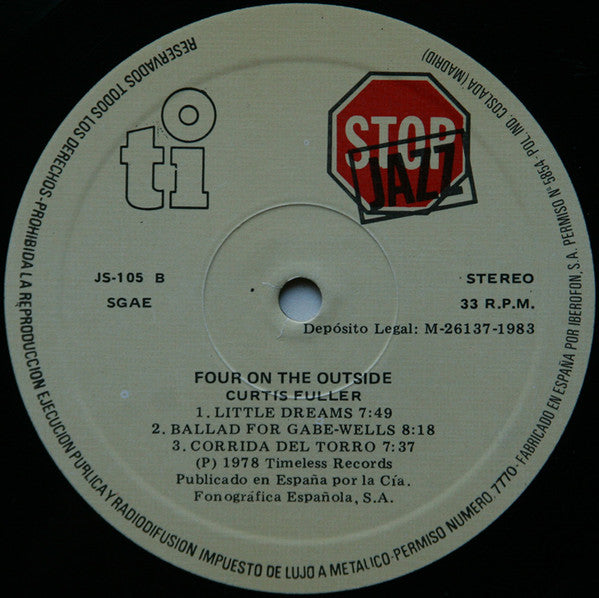 ti
STOP
JAZZ
JS-105 B
SGAE
STEREO
33 R.P.M.
Depósito Legal: M-26137-1983
FOUR ON THE OUTSIDE
CURTIS FULLER
1. LITTLE DREAMS 7:49
2. BALLAD FOR GABE-WELLS 8:18
3. CORRIDA DEL TORRO 7:37
(P) 1978 Timeless Records
Publicado en España por la Cía.
Fonográfica Española, S.A.
RESERVADOS TODOS LOS DERECHOS-PROHIBIDA LA REPRODUCCION EJECUCION PUBLICA Y RADIODIFUSION IMPUESTO DE LUJO A METALICO-PERMISO NUMERO 7770-FABRICADO EN ESPAÑA POR IBEROFON, S.A. PERMISO Nº 5854-POL. IND. COSLADA (MADRID)